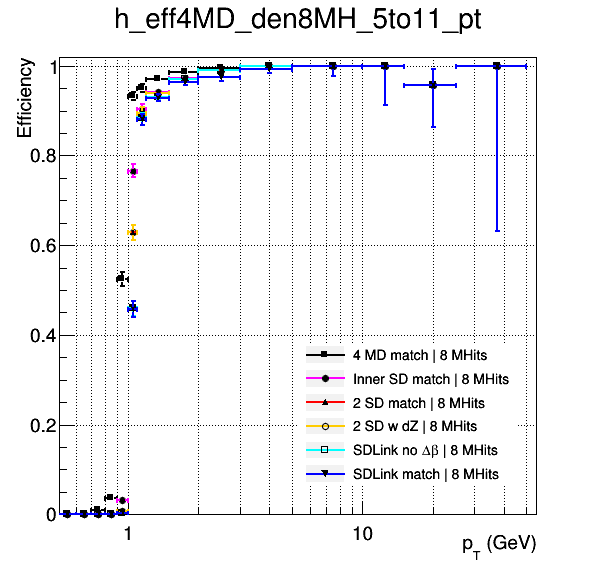 h_eff4MD_den8MH_5to11_pt
Efficiency
1
0.8
0.6
0.4
0.2
0
4 MD match | 8 MHits
Inner SD match | 8 MHits
2 SD match | 8 MHits
2 SD w dZ | 8 MHits
SDLink no Δβ | 8 MHits
SDLink match | 8 MHits
1 10
p_T (GeV)